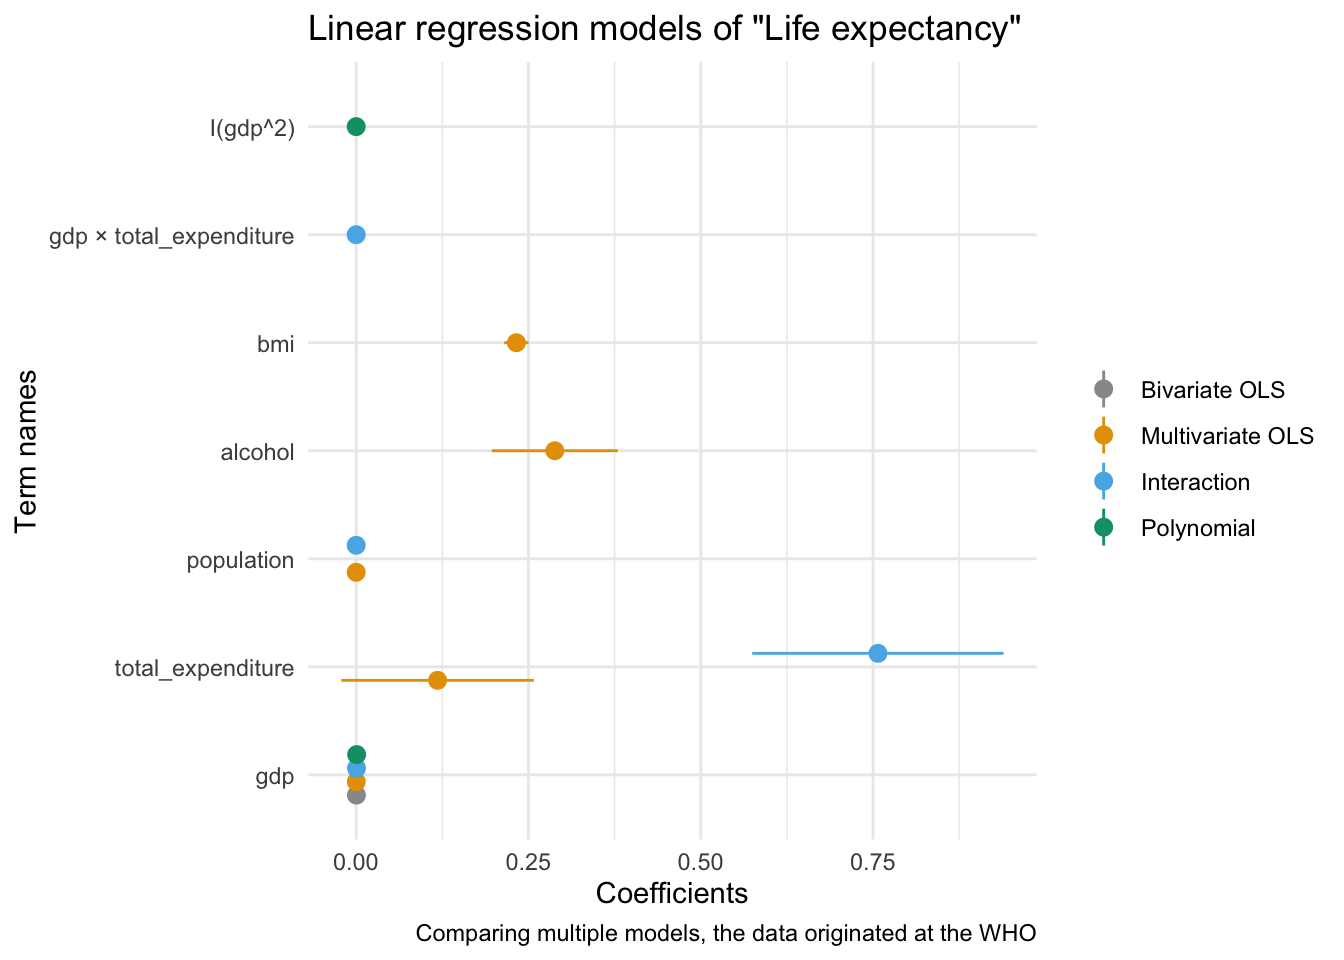 Linear regression models of "Life expectancy"
I(gdp^2)
gdp × total_expenditure
bmi
alcohol
population
total_expenditure
gdp
Term names
0.00 0.25 0.50 0.75
Coefficients
Comparing multiple models, the data originated at the WHO
Bivariate OLS
Multivariate OLS
Interaction
Polynomial